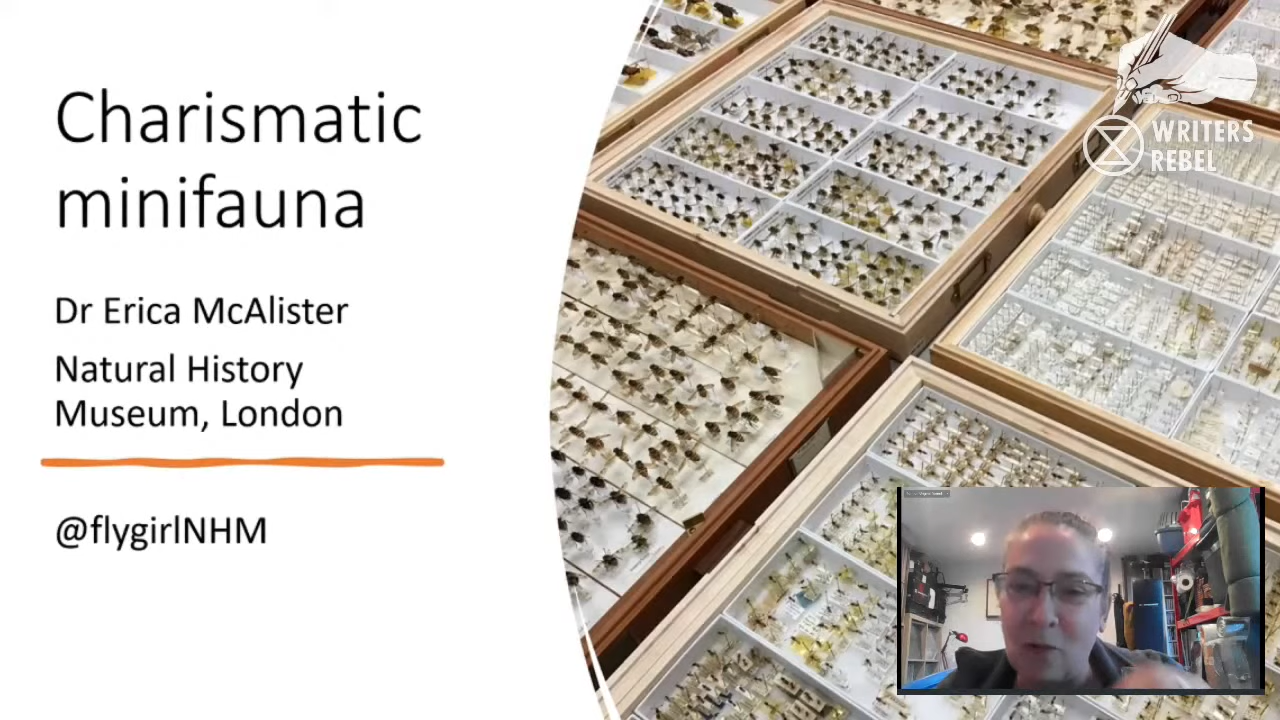 Charismatic
minifauna
Dr Erica McAlister
Natural History
Museum, London
@flygirlNHM
WRITERS
REBEL